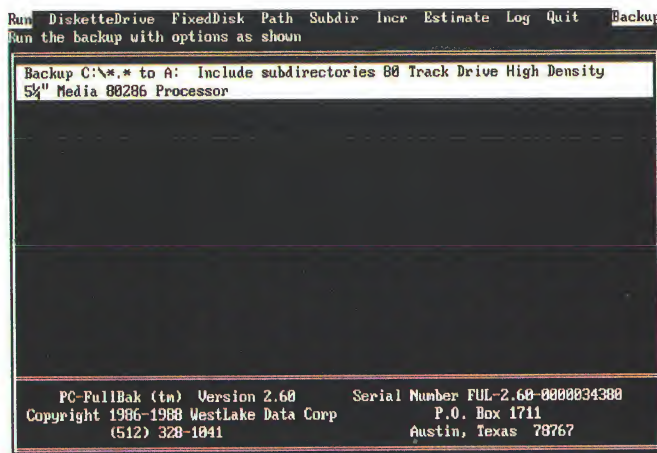 Run DisketteDrive FixedDisk Path Subdir Incr Estimate Log Quit Backup
Run the backup with options as shown
Backup C:\*.* to A: Include subdirectories 80 Track Drive High Density
5¼" Media 80286 Processor
PC-FullBak (tm) Version 2.60 Serial Number FUL-2.60-0000034380
Copyright 1986-1988 WestLake Data Corp P.O. Box 1711
(512) 328-1041 Austin, Texas 78767